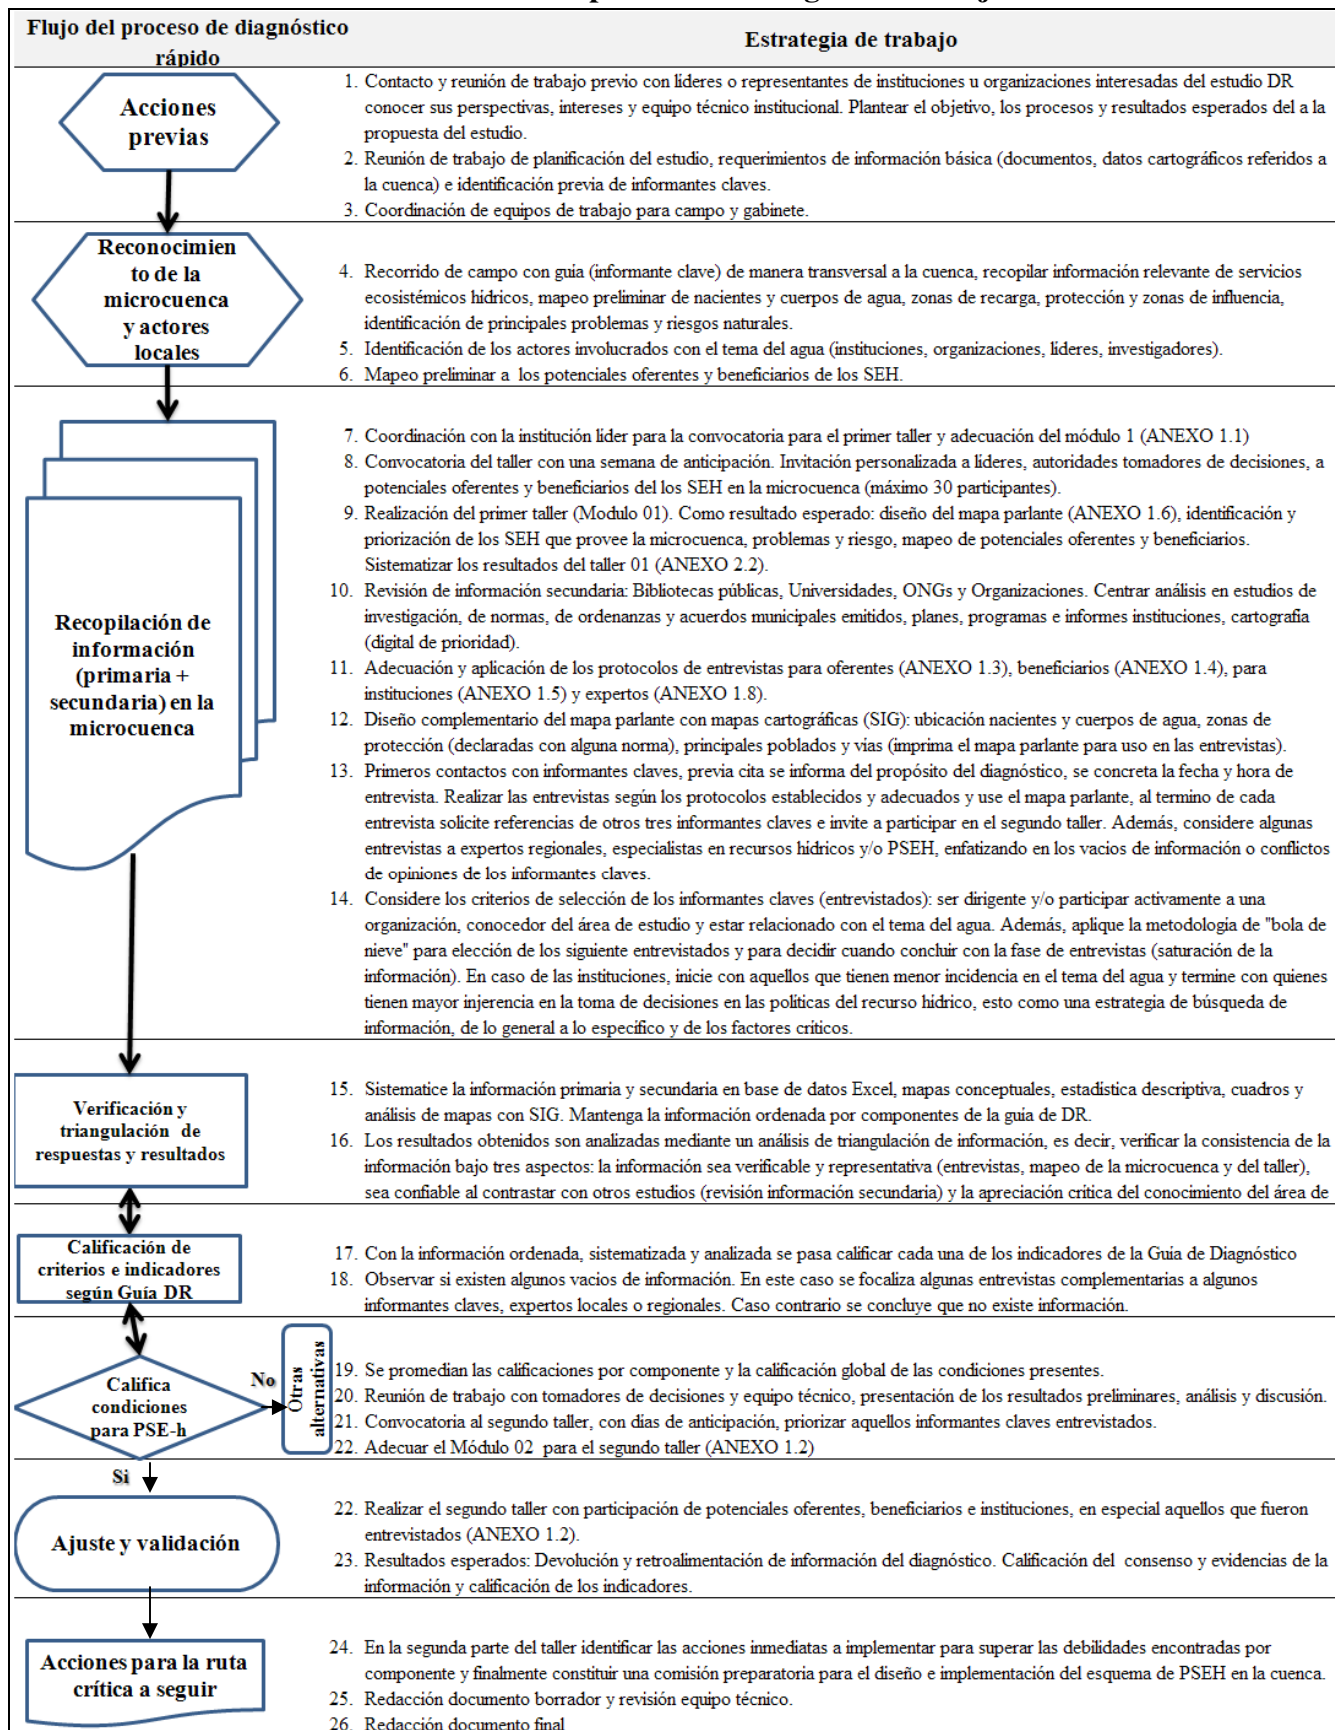 Flujo del proceso de diagnóstico
rápido
Estrategia de trabajo
Acciones
previas
1. Contacto y reunión de trabajo previo con líderes o representantes de instituciones u organizaciones interesadas del estudio DR
conocer sus perspectivas, intereses y equipo técnico institucional. Plantear el objetivo, los procesos y resultados esperados del a la
propuesta del estudio.
2. Reunión de trabajo de planificación del estudio, requerimientos de información básica (documentos, datos cartográficos referidos a
la cuenca) e identificación previa de informantes claves.
3. Coordinación de equipos de trabajo para campo y gabinete.
Reconocimien
to de la
microcuenca
y actores
locales
4. Recorrido de campo con guía (informante clave) de manera transversal a la cuenca, recopilar información relevante de servicios
ecosistémicos hídricos, mapeo preliminar de nacientes y cuerpos de agua, zonas de recarga, protección y zonas de influencia,
identificación de principales problemas y riesgos naturales.
5. Identificación de los actores involucrados con el tema del agua (instituciones, organizaciones, líderes, investigadores).
6. Mapeo preliminar a los potenciales oferentes y beneficiarios de los SEH.
Recopilación de
información
(primaria +
secundaria) en la
microcuenca
7. Coordinación con la institución líder para la convocatoria para el primer taller y adecuación del módulo 1 (ANEXO 1.1)
8. Convocatoria del taller con una semana de anticipación. Invitación personalizada a líderes, autoridades tomadores de decisiones, a
potenciales oferentes y beneficiarios del los SEH en la microcuenca (máximo 30 participantes).
9. Realización del primer taller (Modulo 01). Como resultado esperado: diseño del mapa parlante (ANEXO 1.6), identificación y
priorización de los SEH que provee la microcuenca, problemas y riesgo, mapeo de potenciales oferentes y beneficiarios.
Sistematizar los resultados del taller 01 (ANEXO 2.2).
10. Revisión de información secundaria: Bibliotecas públicas, Universidades, ONGs y Organizaciones. Centrar análisis en estudios de
investigación, de normas, de ordenanzas y acuerdos municipales emitidos, planes, programas e informes instituciones, cartografía
(digital de prioridad).
11. Adecuación y aplicación de los protocolos de entrevistas para oferentes (ANEXO 1.3), beneficiarios (ANEXO 1.4), para
instituciones (ANEXO 1.5) y expertos (ANEXO 1.8).
12. Diseño complementario del mapa parlante con mapas cartográficas (SIG): ubicación nacientes y cuerpos de agua, zonas de
protección (declaradas con alguna norma), principales poblados y vías (imprima el mapa parlante para uso en las entrevistas).
13. Primeros contactos con informantes claves, previa cita se informa del propósito del diagnóstico, se concreta la fecha y hora de
entrevista. Realizar las entrevistas según los protocolos establecidos y adecuados y use el mapa parlante, al termino de cada
entrevista solicite referencias de otros tres informantes claves e invite a participar en el segundo taller. Además, considere algunas
entrevistas a expertos regionales, especialistas en recursos hídricos y/o PSEH, enfatizando en los vacios de información o conflictos
de opiniones de los informantes claves.
14. Considere los criterios de selección de los informantes claves (entrevistados): ser dirigente y/o participar activamente a una
organización, conocedor del área de estudio y estar relacionado con el tema del agua. Además, aplique la metodología de "bola de
nieve" para elección de los siguiente entrevistados y para decidir cuando concluir con la fase de entrevistas (saturación de la
información). En caso de las instituciones, inicie con aquellos que tienen menor incidencia en el tema del agua y termine con quienes
tienen mayor injerencia en la toma de decisiones en las políticas del recurso hídrico, esto como una estrategia de búsqueda de
información, de lo general a lo específico y de los factores críticos.
Verificación y
triangulación de
respuestas y resultados
15. Sistematice la información primaria y secundaria en base de datos Excel, mapas conceptuales, estadística descriptiva, cuadros y
análisis de mapas con SIG. Mantenga la información ordenada por componentes de la guía de DR.
16. Los resultados obtenidos son analizadas mediante un análisis de triangulación de información, es decir, verificar la consistencia de la
información bajo tres aspectos: la información sea verificable y representativa (entrevistas, mapeo de la microcuenca y del taller),
sea confiable al contrastar con otros estudios (revisión información secundaria) y la apreciación crítica del conocimiento del área de
Calificación de
criterios e indicadores
según Guía DR
17. Con la información ordenada, sistematizada y analizada se pasa calificar cada una de los indicadores de la Guía de Diagnóstico
18. Observar si existen algunos vacios de información. En este caso se focaliza algunas entrevistas complementarias a algunos
informantes claves, expertos locales o regionales. Caso contrario se concluye que no existe información.
Califica
condiciones
para PSE-h
No
Otras
alternativas
Si
19. Se promedian las calificaciones por componente y la calificación global de las condiciones presentes.
20. Reunión de trabajo con tomadores de decisiones y equipo técnico, presentación de los resultados preliminares, análisis y discusión.
21. Convocatoria al segundo taller, con días de anticipación, priorizar aquellos informantes claves entrevistados.
22. Adecuar el Módulo 02 para el segundo taller (ANEXO 1.2)
Ajuste y validación
22. Realizar el segundo taller con participación de potenciales oferentes, beneficiarios e instituciones, en especial aquellos que fueron
entrevistados (ANEXO 1.2).
23. Resultados esperados: Devolución y retroalimentación de información del diagnóstico. Calificación del consenso y evidencias de la
información y calificación de los indicadores.
Acciones para la ruta
crítica a seguir
24. En la segunda parte del taller identificar las acciones inmediatas a implementar para superar las debilidades encontradas por
componente y finalmente constituir una comisión preparatoria para el diseño e implementación del esquema de PSEH en la cuenca.
25. Redacción documento borrador y revisión equipo técnico.
26. Redacción documento final